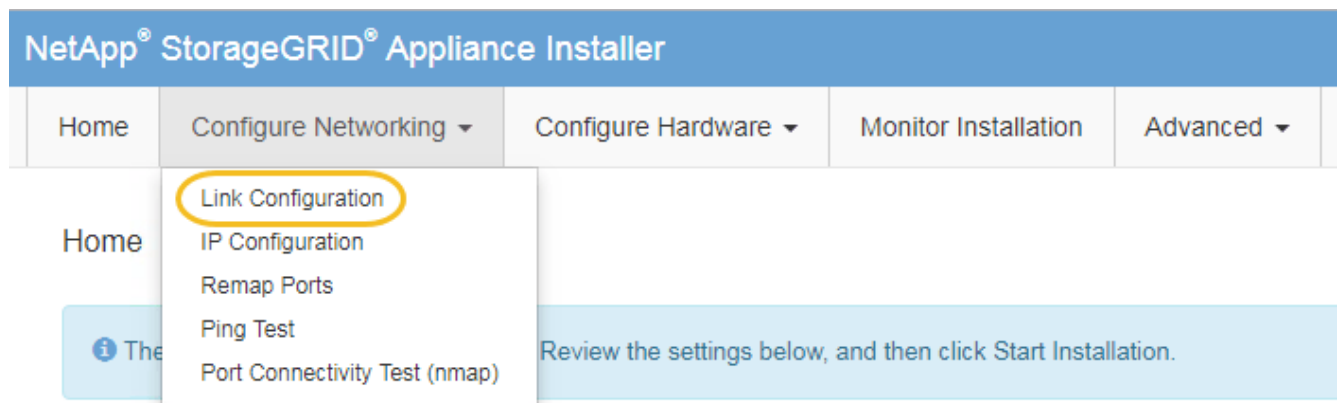 NetApp® StorageGRID® Appliance Installer
Home Configure Networking Configure Hardware Monitor Installation Advanced
Link Configuration
Home
IP Configuration
Remap Ports
Ping Test
The Review the settings below, and then click Start Installation.
Port Connectivity Test (nmap)